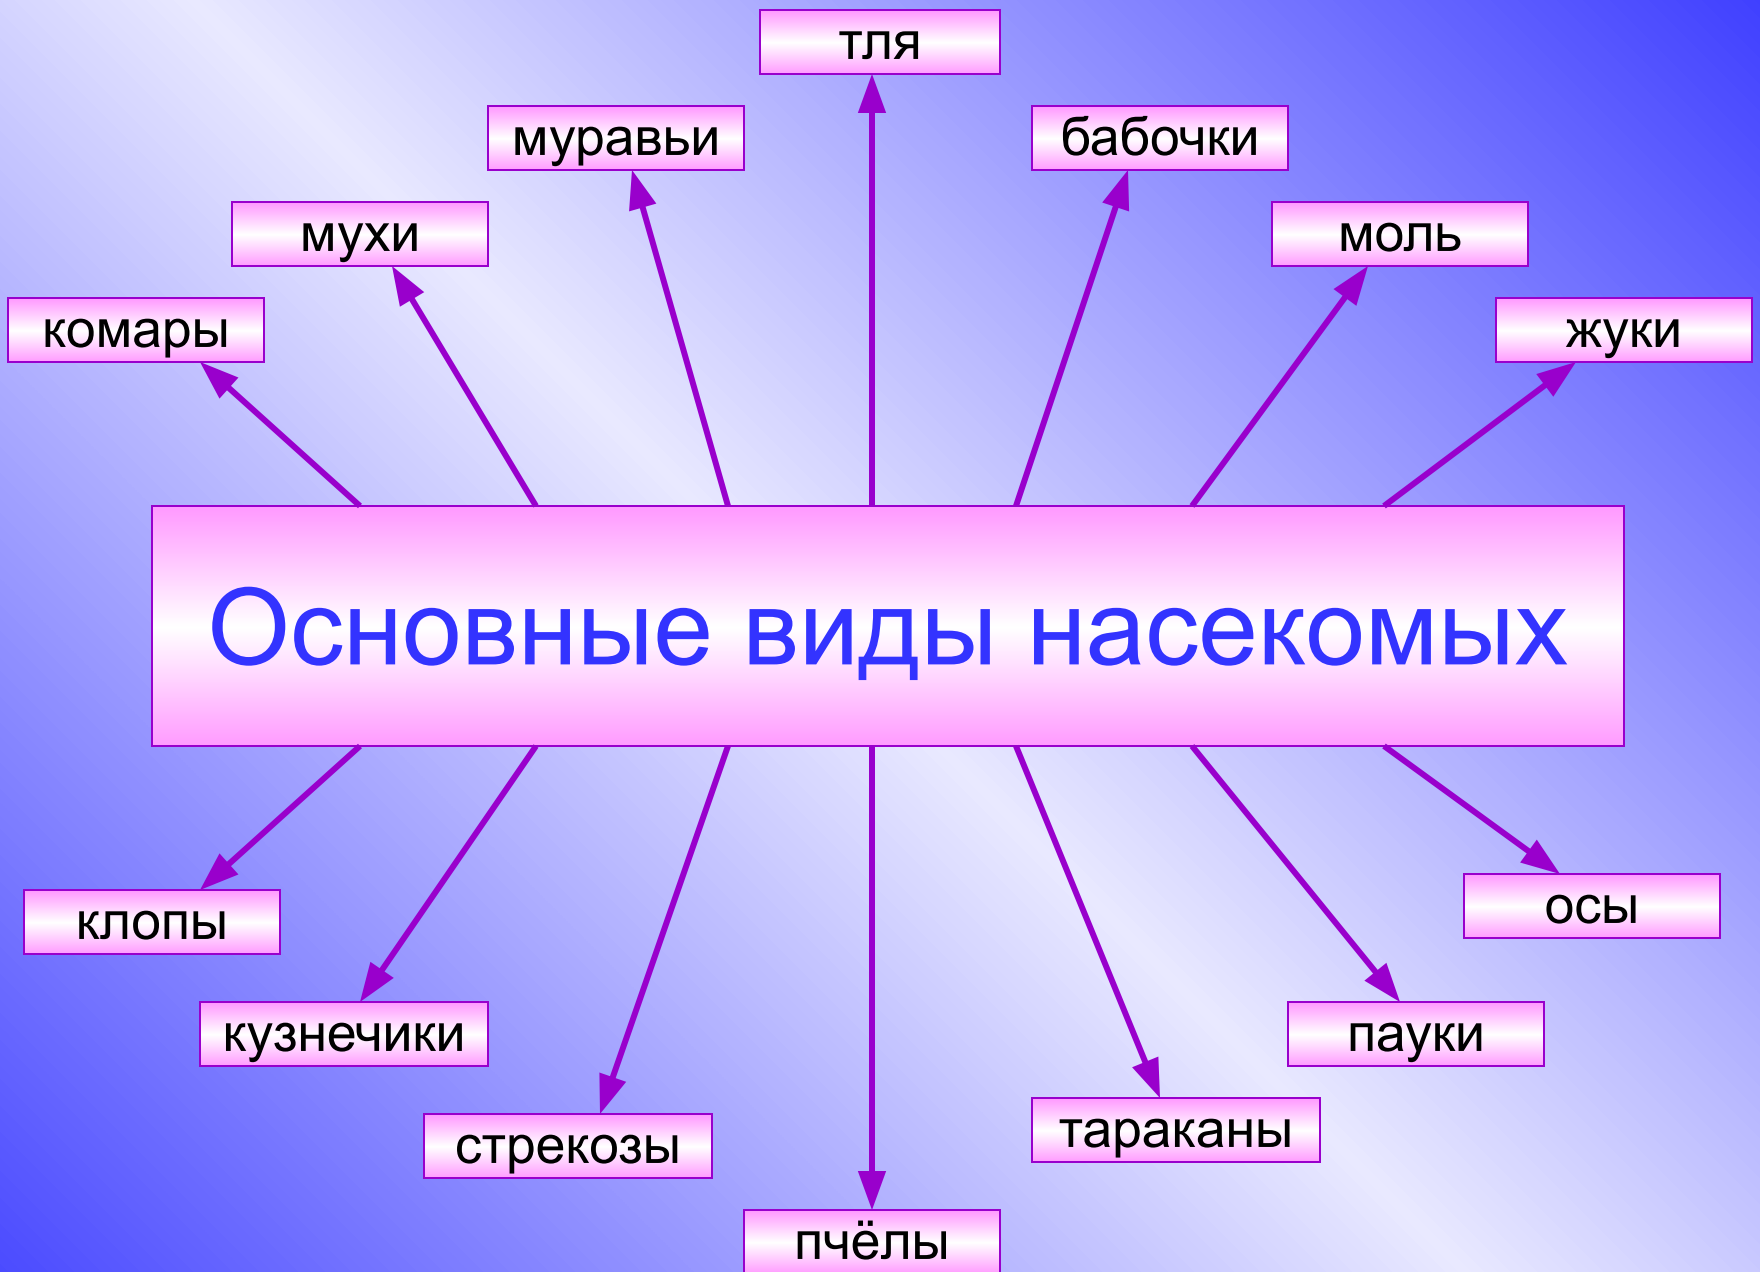 тля
муравьи
бабочки
мухи
моль
комары
жуки
Основные виды насекомых
клопы
осы
кузнечики
пауки
стрекозы
тараканы
пчёлы